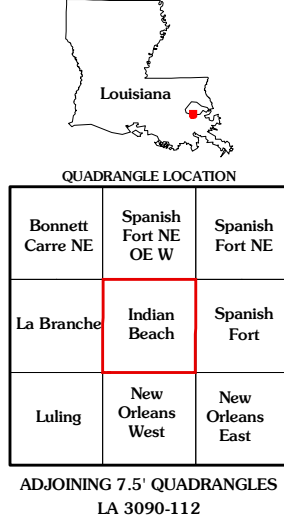 Louisiana
QUADRANGLE LOCATION
Bonnett
Carre NE
Spanish
Fort NE
OE W
Spanish
Fort NE
La Branche
Indian
Beach
Spanish
Fort
Luling
New
Orleans
West
New
Orleans
East
ADJOINING 7.5' QUADRANGLES
LA 3090-112